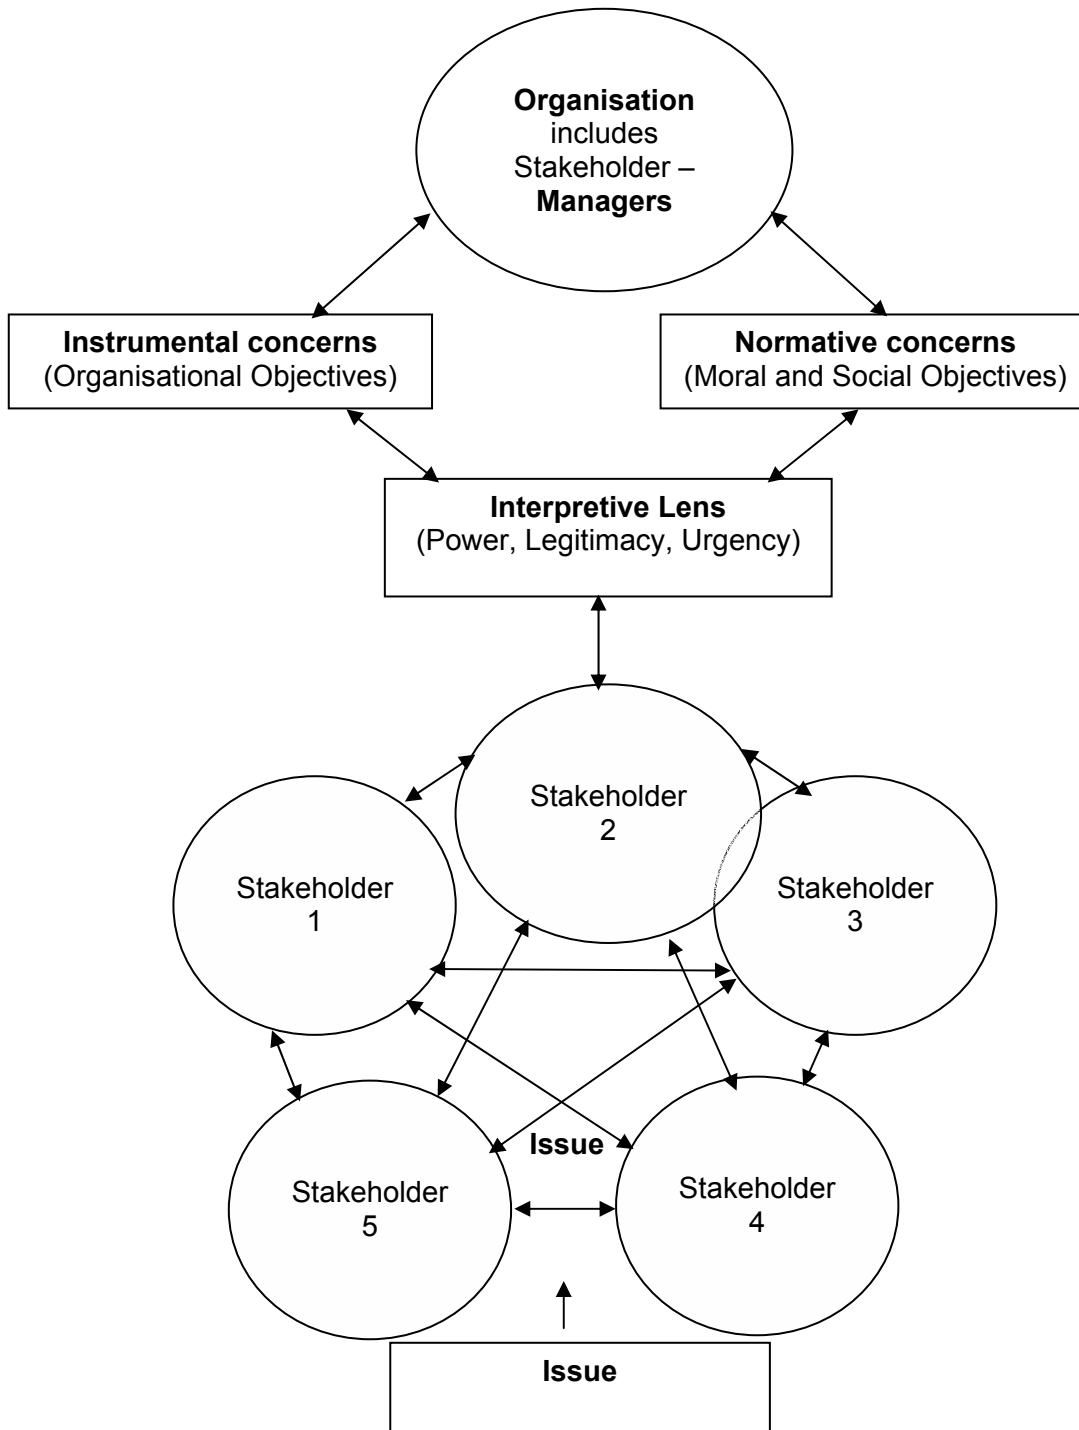 Organisation
includes
Stakeholder –
Managers
Instrumental concerns
(Organisational Objectives)
Normative concerns
(Moral and Social Objectives)
Interpretive Lens
(Power, Legitimacy, Urgency)
Stakeholder
2
Stakeholder
1
Stakeholder
3
Issue
Stakeholder
5
Stakeholder
4
Issue